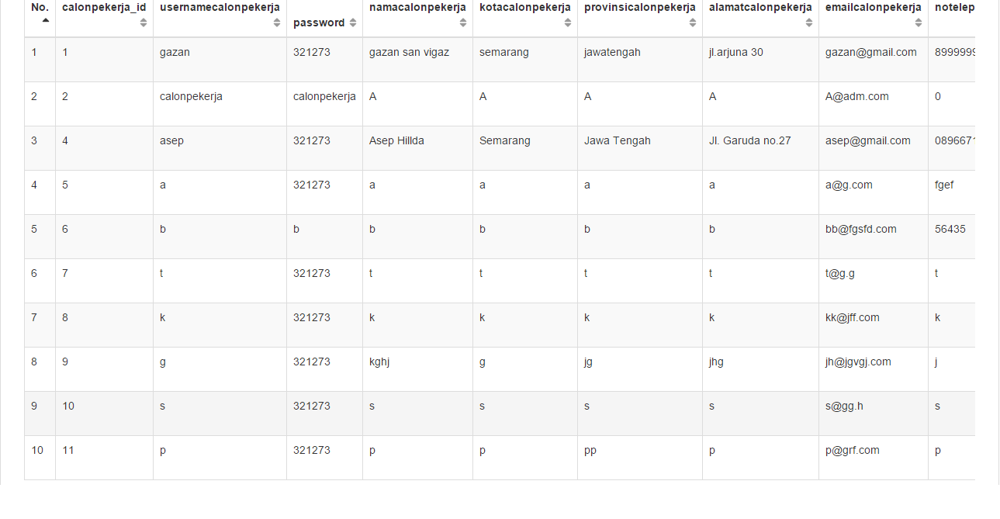 No. calonpekerja_id usernamecalonpekerja password namacalonpekerja kotacalonpekerja provinsicalonpekerja alamatcalonpekerja emailcalonpekerja notelep
1 1 gazan 321273 gazan san vigaz semarang jawatengah jl.arjuna 30 gazan@gmail.com 8999999
2 2 calonpekerja calonpekerja A A A A A@adm.com 0
3 4 asep 321273 Asep Hillda Semarang Jawa Tengah Jl. Garuda no.27 asep@gmail.com 0896671
4 5 a 321273 a a a a a@g.com fgef
5 6 b b b b b b bb@fgsfd.com 56435
6 7 t 321273 t t t t t@g.g t
7 8 k 321273 k k k k kk@jff.com k
8 9 g 321273 kghj g jg jhg jh@jgvgj.com j
9 10 s 321273 s s s s s@gg.h s
10 11 p 321273 p p pp p p@grf.com p